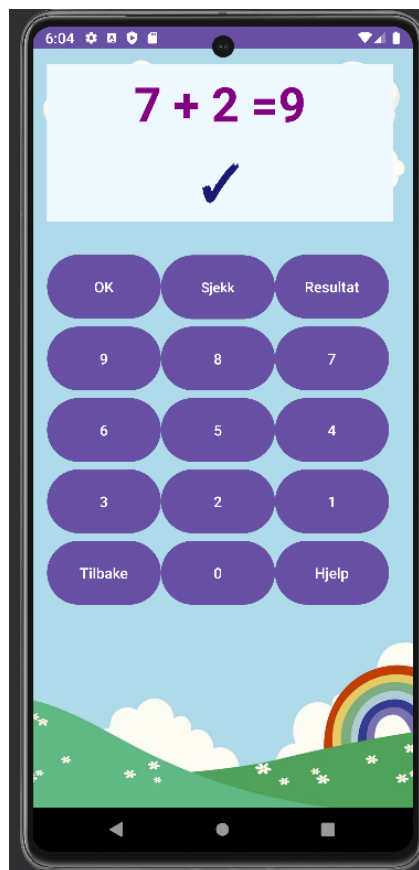 6:04
7 + 2 =9
✓
OK Sjekk Resultat
9 8 7
6 5 4
3 2 1
Tilbake 0 Hjelp